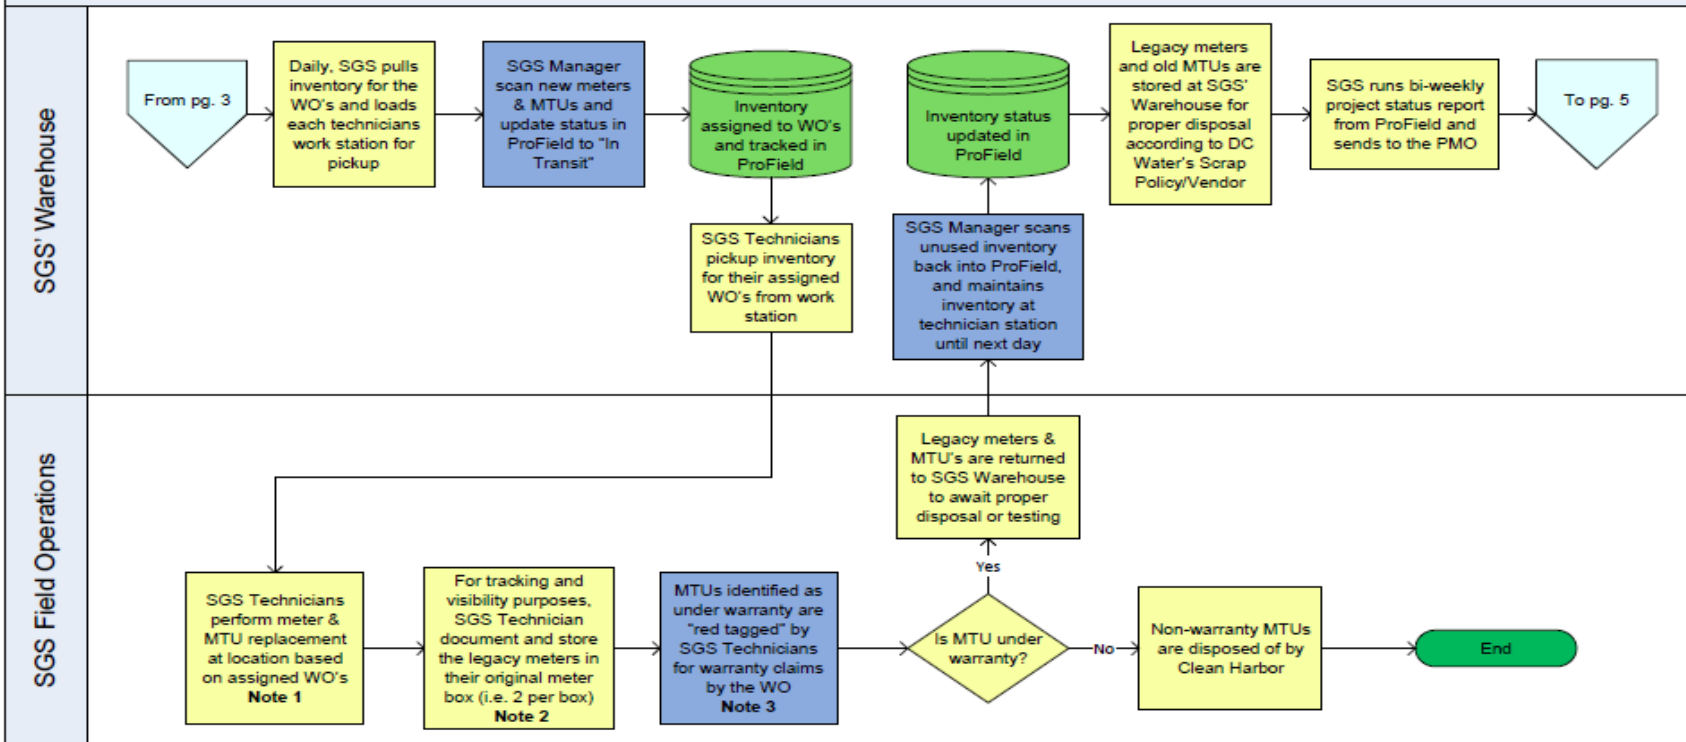 SGS' Warehouse
From pg. 3
Daily, SGS pulls
inventory for the
WO's and loads
each technicians
work station for
pickup
SGS Manager
scan new meters
& MTUs and
update status in
ProField to "In
Transit"
Inventory
assigned to WO's
and tracked in
ProField
SGS Technicians
pickup inventory
for their assigned
WO's from work
station
Inventory status
updated in
ProField
SGS Manager scans
unused inventory
back into ProField,
and maintains
inventory at
technician station
until next day
Legacy meters
and old MTUs are
stored at SGS'
Warehouse for
proper disposal
according to DC
Water's Scrap
Policy/Vendor
SGS runs bi-weekly
project status report
from ProField and
sends to the PMO
To pg. 5
SGS Field Operations
SGS Technicians
perform meter &
MTU replacement
at location based
on assigned WO's
Note 1
For tracking and
visibility purposes,
SGS Technician
document and store
the legacy meters in
their original meter
box (i.e. 2 per box)
Note 2
MTUs identified as
under warranty are
"red tagged" by
SGS Technicians
for warranty claims
by the WO
Note 3
Is MTU under
warranty?
Yes
Legacy meters &
MTU's are returned
to SGS Warehouse
to await proper
disposal or testing
No
Non-warranty MTUs
are disposed of by
Clean Harbor
End